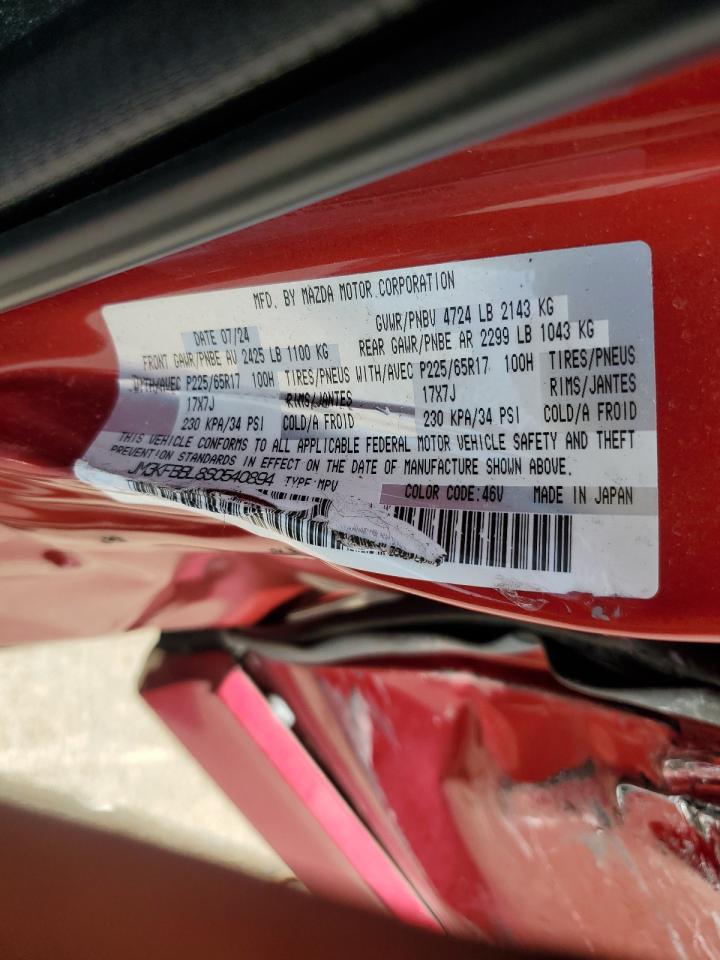 MFD. BY MAZDA MOTOR CORPORATION
DATE 07/24 GVWR/PNBV 4724 LB 2143 KG
FRONT GAWR/PNBE AV 2425 LB 1100 KG REAR GAWR/PNBE AR 2299 LB 1043 KG
WITH/AVEC P225/65R17 100H TIRES/PNEUS WITH/AVEC P225/65R17 100H TIRES/PNEUS
17X7J RIMS/JANTES 17X7J RIMS/JANTES
230 KPA/34 PSI COLD/A FROID 230 KPA/34 PSI COLD/A FROID
THIS VEHICLE CONFORMS TO ALL APPLICABLE FEDERAL MOTOR VEHICLE SAFETY AND THEFT
PREVENTION STANDARDS IN EFFECT ON THE DATE OF MANUFACTURE SHOWN ABOVE.
JM3KFBBL8S0540894 TYPE:MPV COLOR CODE:46V MADE IN JAPAN